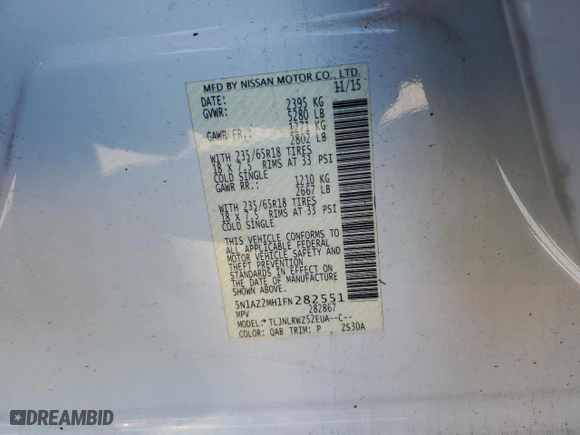 MFD BY NISSAN MOTOR CO., LTD.
DATE: 11/15
GVWR: 2395 KG
5280 LB
GAWR FR.: 1271 KG
2802 LB
WITH 235/65R18 TIRES
18 X 7.5 RIMS AT 33 PSI
COLD SINGLE
GAWR RR.: 1210 KG
2667 LB
WITH 235/65R18 TIRES
18 X 7.5 RIMS AT 33 PSI
COLD SINGLE
THIS VEHICLE CONFORMS TO
ALL APPLICABLE FEDERAL
MOTOR VEHICLE SAFETY AND
THEFT PREVENTION
STANDARDS IN EFFECT ON
THE DATE OF MANUFACTURE
SHOWN ABOVE.
5N1AZ2MH1FN282551
MPV 282867
MODEL:*TLJNLRWZ52EUA--C--
COLOR: QAB TRIM: P ZS30A
DREAMBID